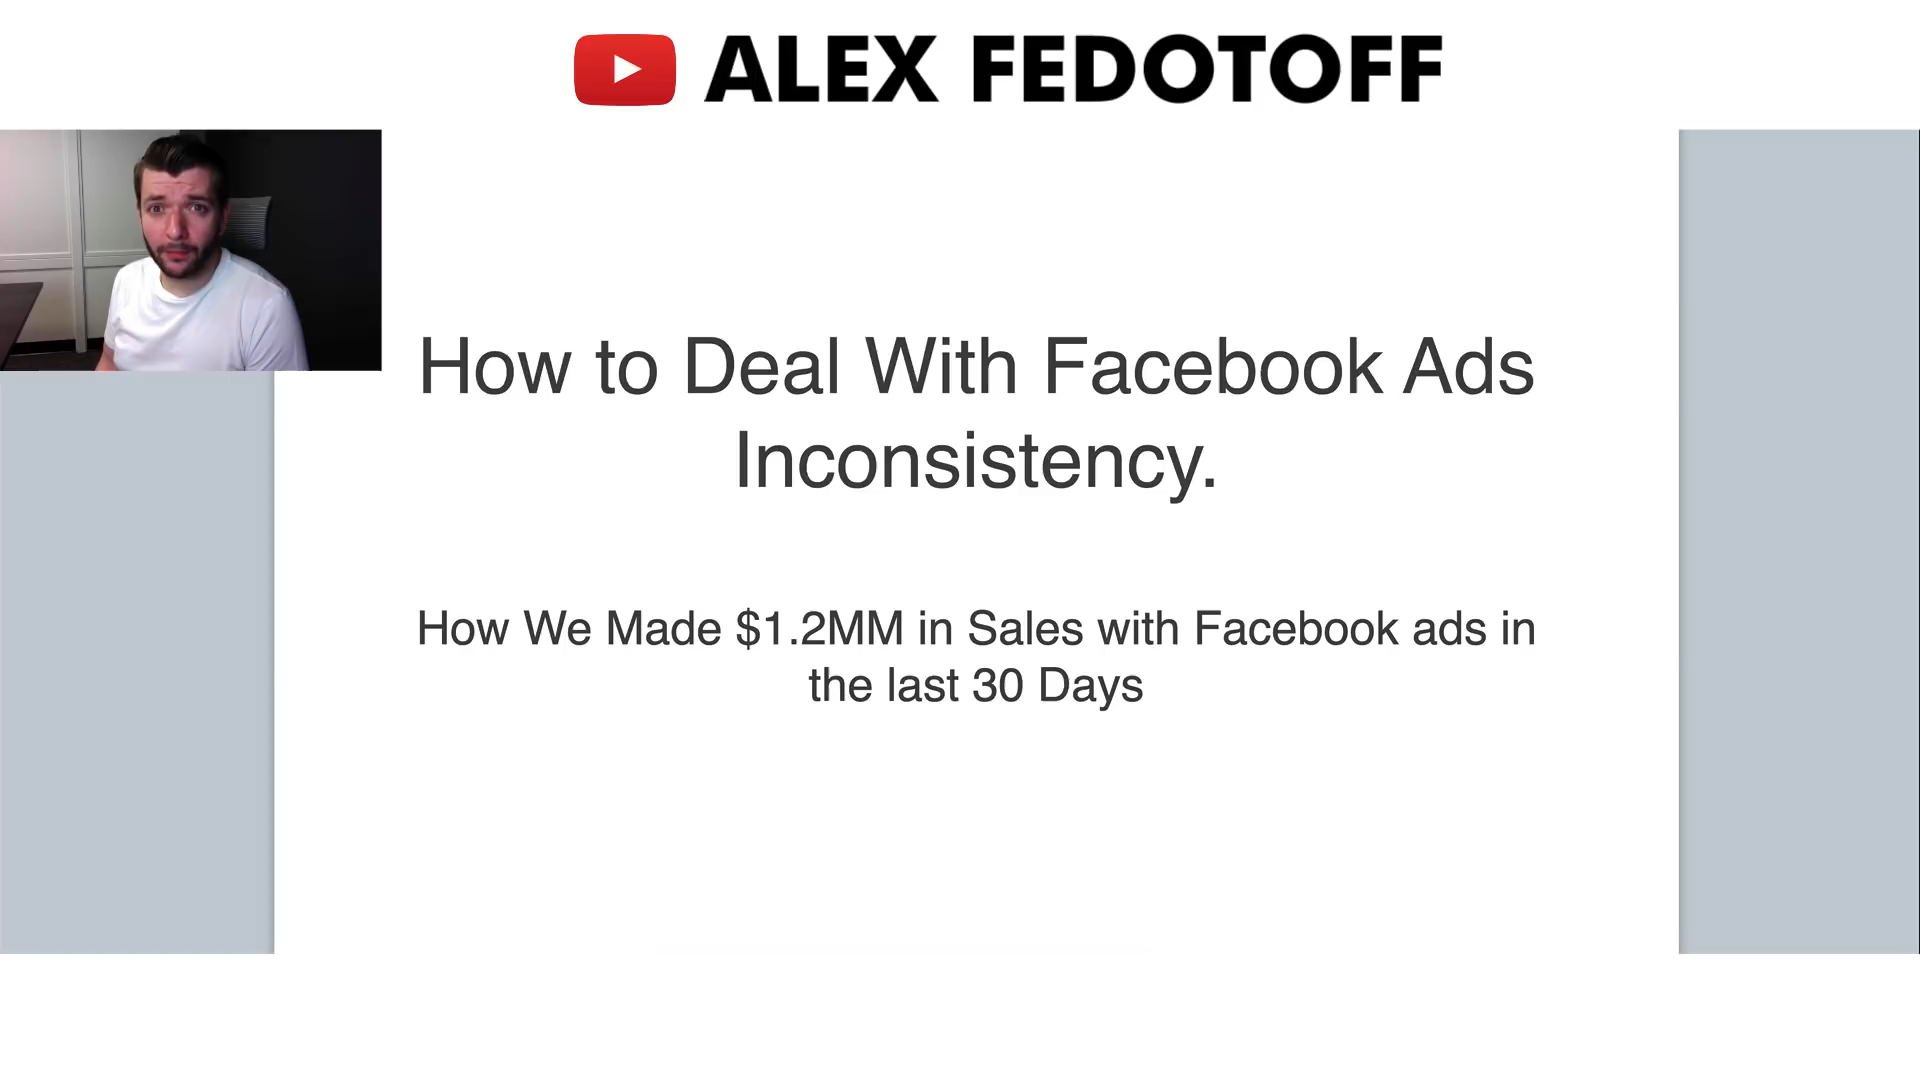 ALEX FEDOTOFF
How to Deal With Facebook Ads
Inconsistency.
How We Made $1.2MM in Sales with Facebook ads in
the last 30 Days